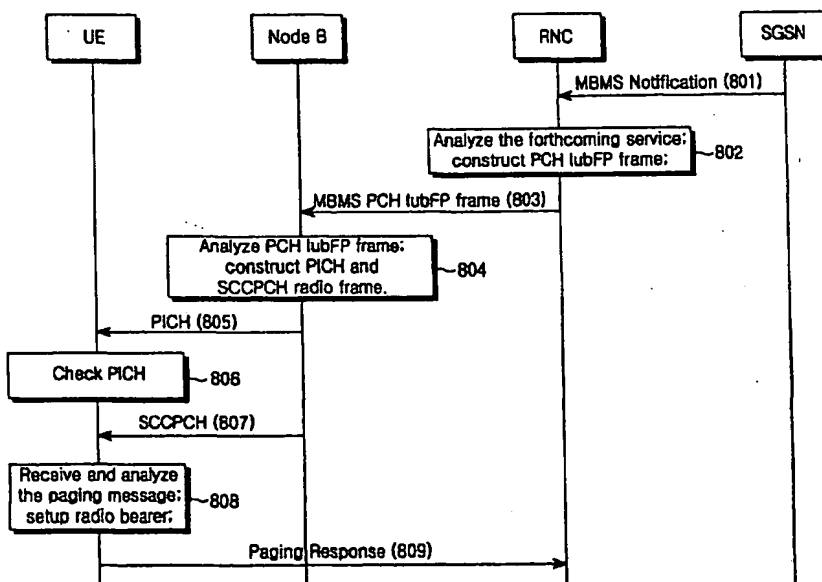 UE
Node B
RNC
SGSN
MBMS Notification (801)
Analyze the forthcoming service;
construct PCH IubFP frame;
802
MBMS PCH IubFP frame (803)
Analyze PCH IubFP frame;
construct PICH and
SCCPCH radio frame.
804
PICH (805)
Check PICH
806
SCCPCH (807)
Receive and analyze
the paging message;
setup radio bearer;
808
Paging Response (809)